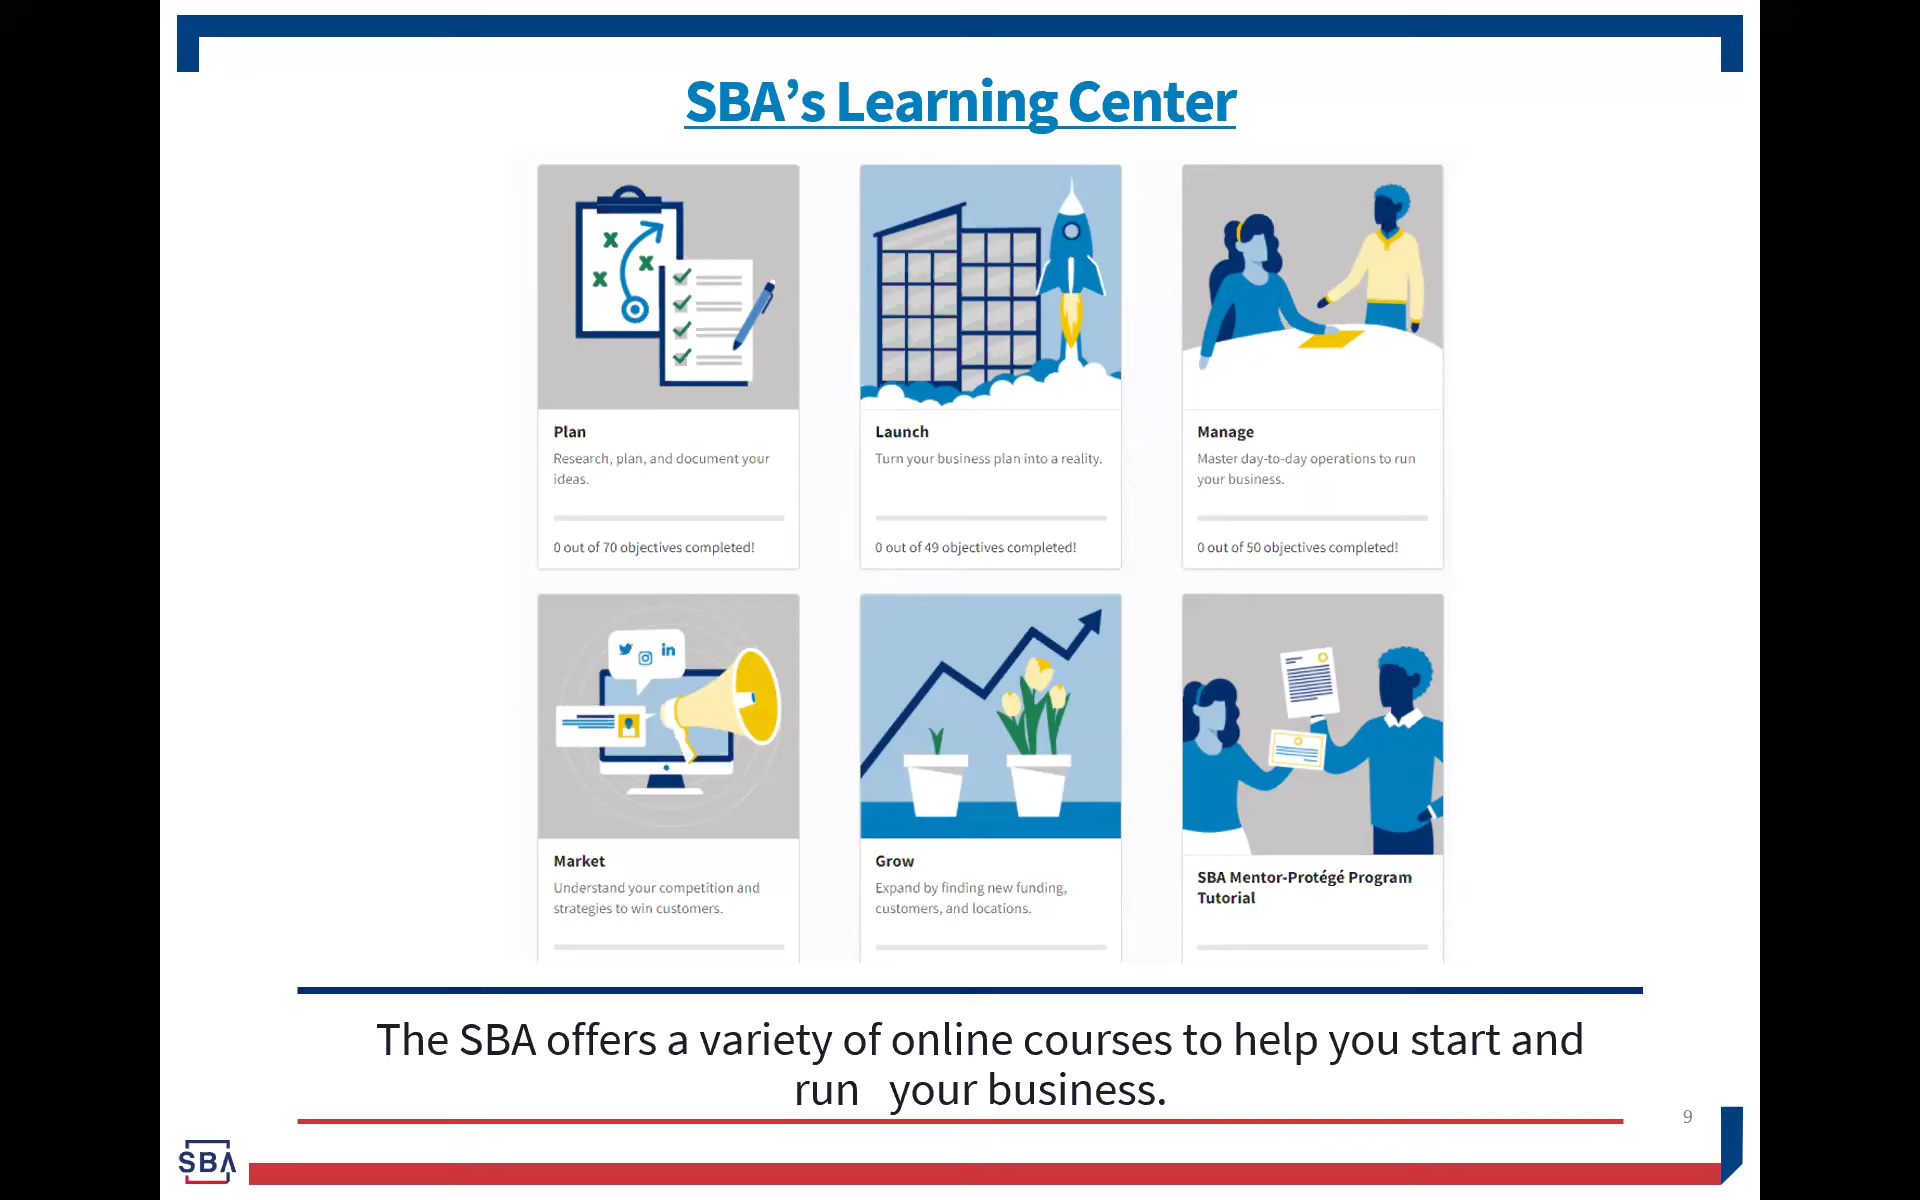 SBA’s Learning Center
Plan
Research, plan, and document your
ideas.
0 out of 70 objectives completed!
Launch
Turn your business plan into a reality.
0 out of 49 objectives completed!
Manage
Master day-to-day operations to run
your business.
0 out of 50 objectives completed!
in
Market
Understand your competition and
strategies to win customers.
Grow
Expand by finding new funding,
customers, and locations.
SBA Mentor-Protégé Program
Tutorial
The SBA offers a variety of online courses to help you start and
run   your business.
9
SBA